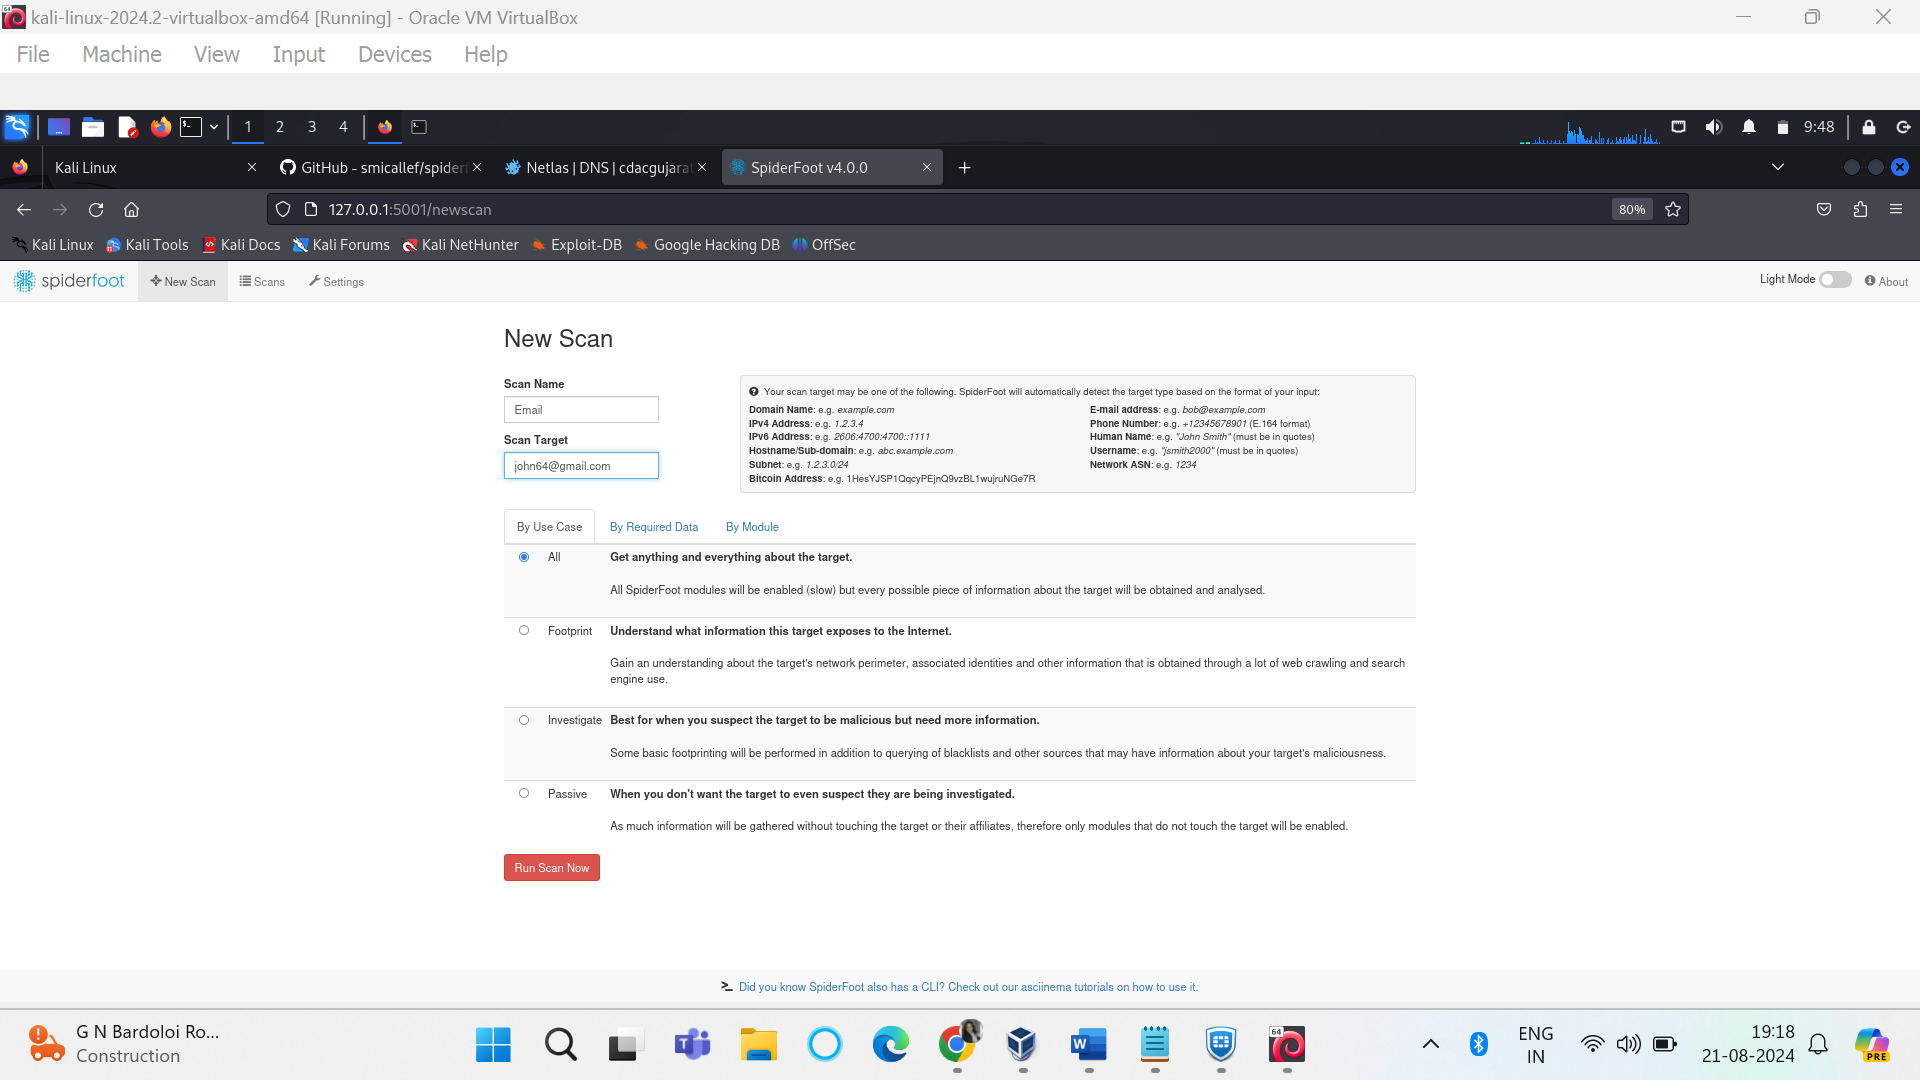 kali-linux-2024.2-virtualbox-amd64 [Running] - Oracle VM VirtualBox
File Machine View Input Devices Help
1 2 3 4 9:48
Kali Linux GitHub - smicallef/spiderf Netlas | DNS | cdacgujarat SpiderFoot v4.0.0
127.0.0.1:5001/newscan 80%
Kali Linux Kali Tools Kali Docs Kali Forums Kali NetHunter Exploit-DB Google Hacking DB OffSec
spiderfoot New Scan Scans Settings Light Mode About
New Scan
Scan Name
Email
Scan Target
john64@gmail.com
Your scan target may be one of the following. SpiderFoot will automatically detect the target type based on the format of your input:
Domain Name: e.g. example.com
IPv4 Address: e.g. 1.2.3.4
IPv6 Address: e.g. 2606:4700:4700::1111
Hostname/Sub-domain: e.g. abc.example.com
Subnet: e.g. 1.2.3.0/24
Bitcoin Address: e.g. 1HesYJSP1QqcyPEjnQ9vzBL1wujruNGe7R
E-mail address: e.g. bob@example.com
Phone Number: e.g. +12345678901 (E.164 format)
Human Name: e.g. "John Smith" (must be in quotes)
Username: e.g. "jsmith2000" (must be in quotes)
Network ASN: e.g. 1234
By Use Case By Required Data By Module
All Get anything and everything about the target.
All SpiderFoot modules will be enabled (slow) but every possible piece of information about the target will be obtained and analysed.
Footprint Understand what information this target exposes to the Internet.
Gain an understanding about the target's network perimeter, associated identities and other information that is obtained through a lot of web crawling and search
engine use.
Investigate Best for when you suspect the target to be malicious but need more information.
Some basic footprinting will be performed in addition to querying of blacklists and other sources that may have information about your target's maliciousness.
Passive When you don't want the target to even suspect they are being investigated.
As much information will be gathered without touching the target or their affiliates, therefore only modules that do not touch the target will be enabled.
Run Scan Now
Did you know SpiderFoot also has a CLI? Check out our asciinema tutorials on how to use it.
G N Bardoloi Ro...
Construction
ENG
IN
19:18
21-08-2024
PRE
64